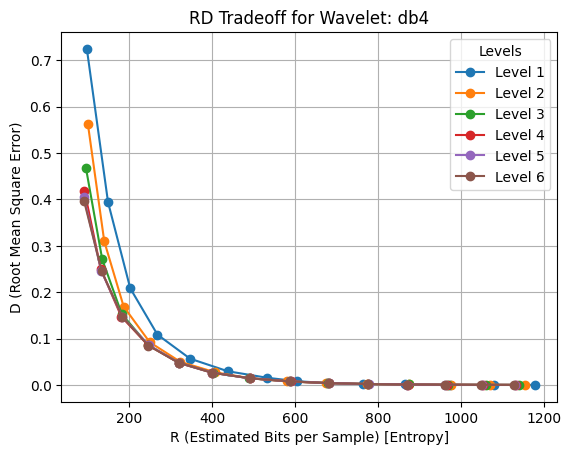 RD Tradeoff for Wavelet: db4
Levels
Level 1
Level 2
Level 3
Level 4
Level 5
Level 6
D (Root Mean Square Error)
0.7
0.6
0.5
0.4
0.3
0.2
0.1
0.0
200
400
600
800
1000
1200
R (Estimated Bits per Sample) [Entropy]